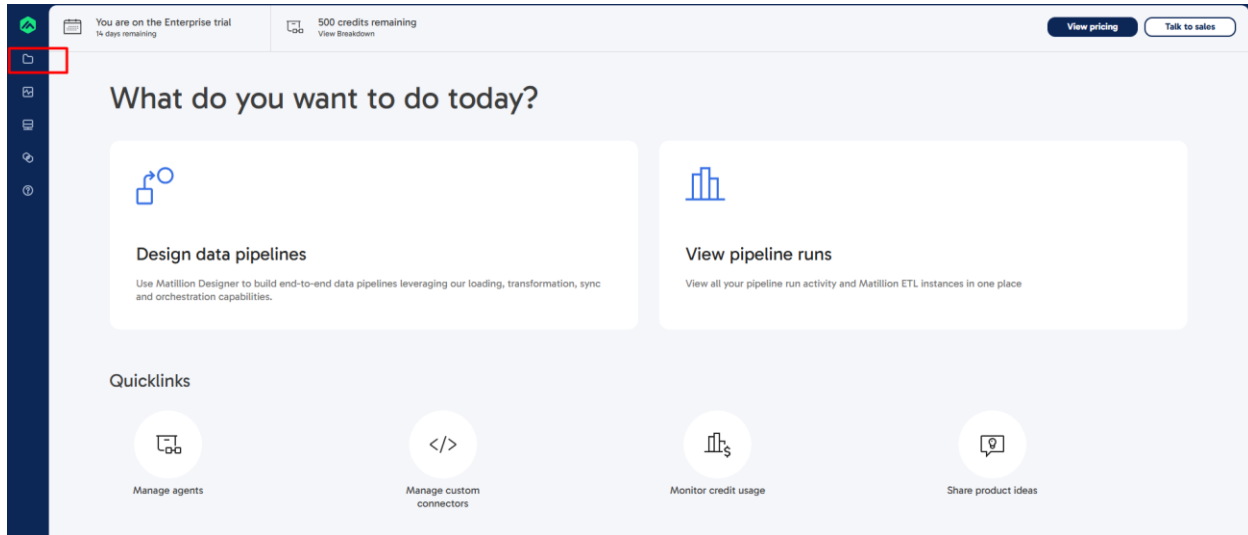 You are on the Enterprise trial
14 days remaining
500 credits remaining
View Breakdown
View pricing
Talk to sales
What do you want to do today?
Design data pipelines
Use Matillion Designer to build end-to-end data pipelines leveraging our loading, transformation, sync
and orchestration capabilities.
View pipeline runs
View all your pipeline run activity and Matillion ETL instances in one place
Quicklinks
Manage agents
Manage custom
connectors
Monitor credit usage
Share product ideas